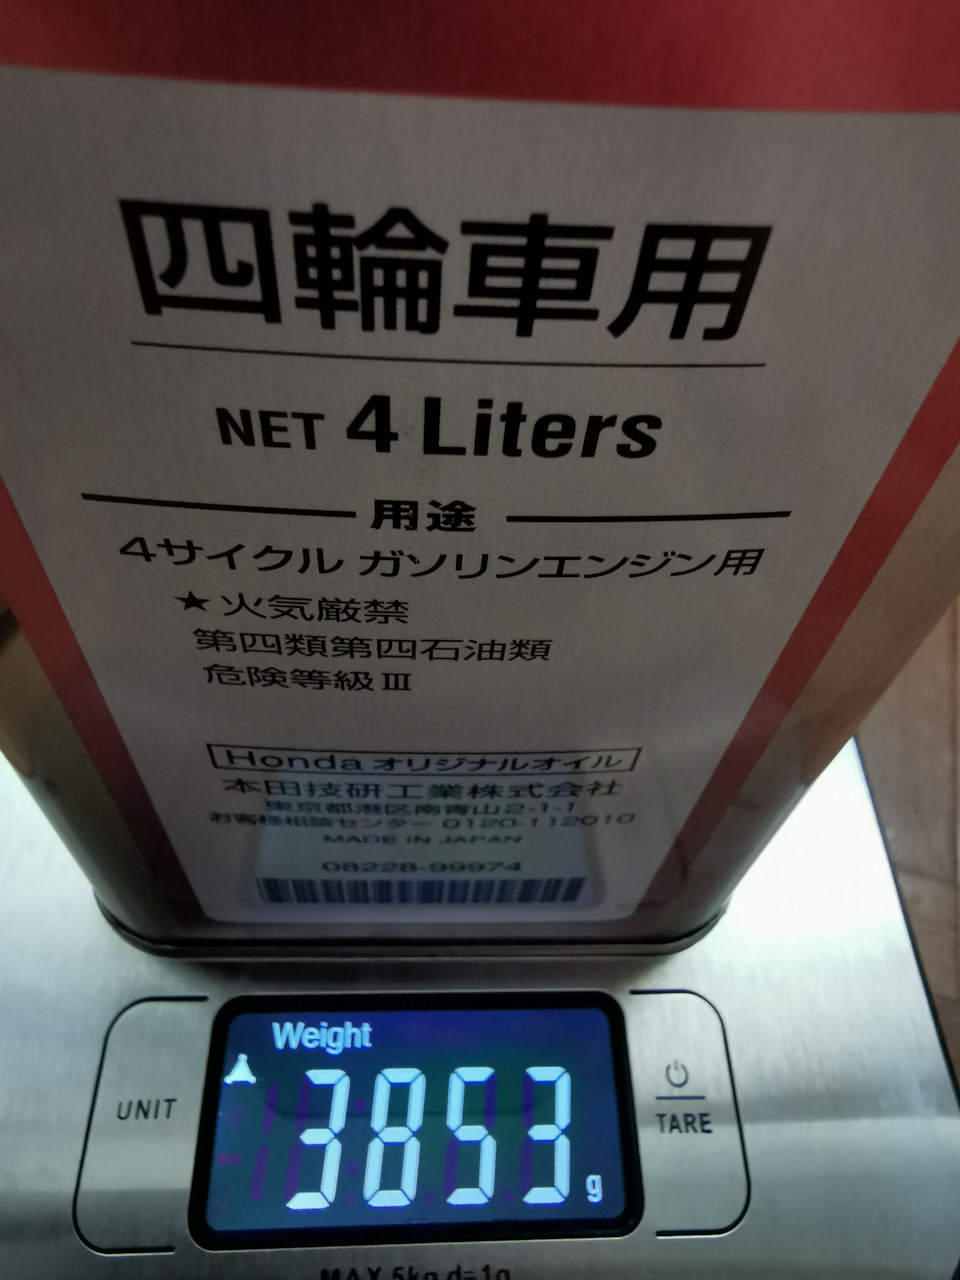 四輪車用
NET 4 Liters
用途
4サイクル ガソリンエンジン用
★火気厳禁
第四類第四石油類
危険等級Ⅲ
Hondaオリジナルオイル
本田技研工業株式会社
東京都港区南青山2-1-1
お客様相談センター 0120-112010
MADE IN JAPAN
08228-99974
Weight
3853g
UNIT
TARE
MAX 5kg d=1g